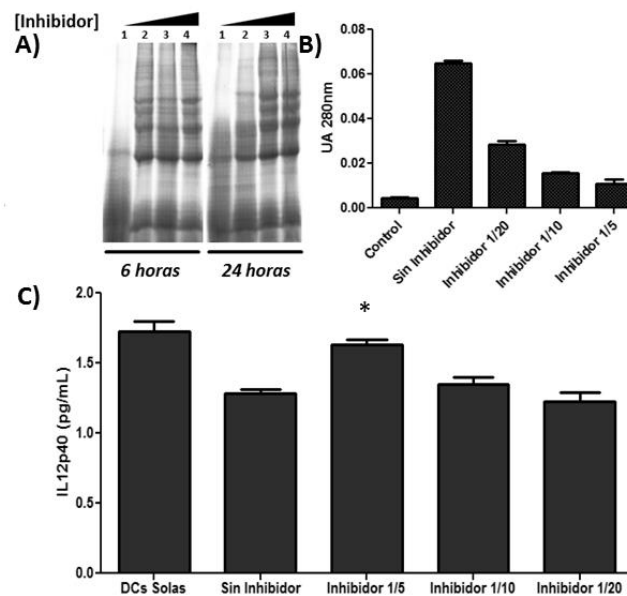 [Inhibidor]
A)
1 2 3 4 1 2 3 4
6 horas 24 horas
B)
UA 280nm
0.08
0.06
0.04
0.02
0.00
Control
Sin Inhibidor
Inhibidor 1/20
Inhibidor 1/10
Inhibidor 1/5
C)
IL12p40 (pg/mL)
2.0
1.5
1.0
0.5
0.0
*
DCs Solas Sin Inhibidor Inhibidor 1/5 Inhibidor 1/10 Inhibidor 1/20